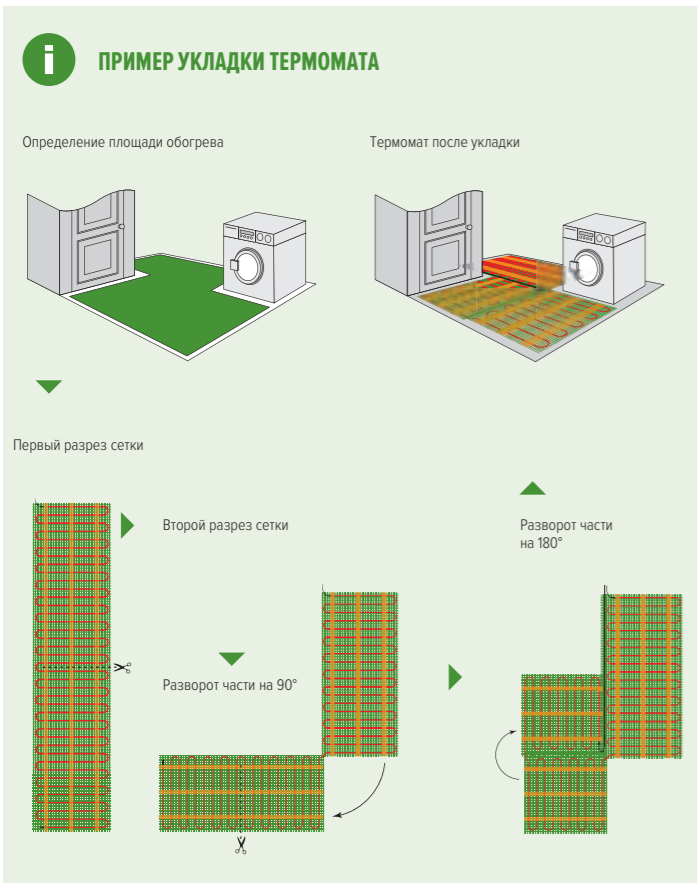 i
ПРИМЕР УКЛАДКИ ТЕРМОМАТА
Определение площади обогрева
Термомат после укладки
Первый разрез сетки
Второй разрез сетки
Разворот части на 90°
Разворот части
на 180°